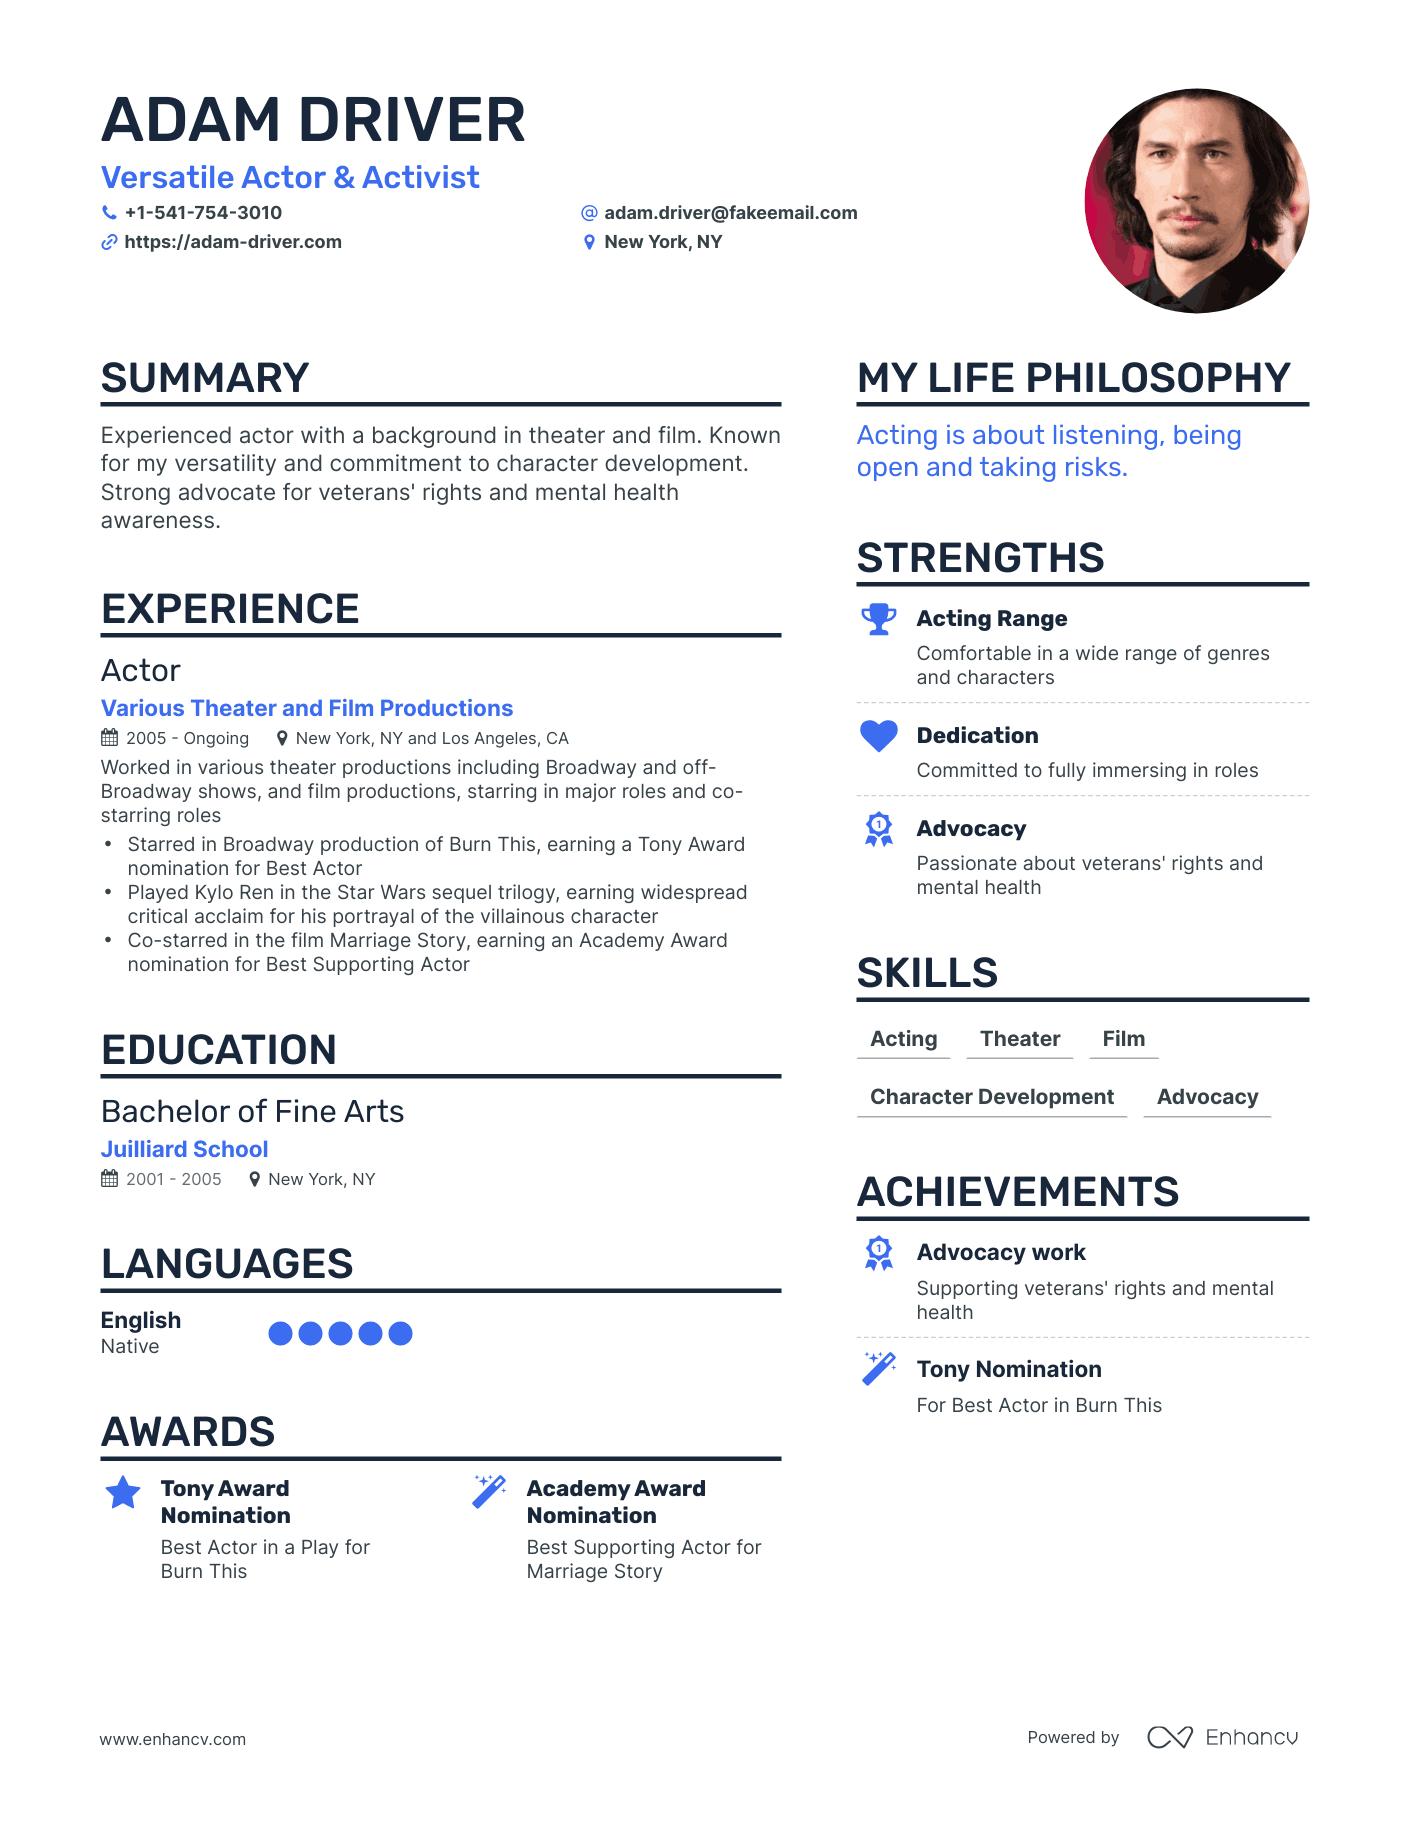 ADAM DRIVER
Versatile Actor & Activist
+1-541-754-3010
adam.driver@fakeemail.com
https://adam-driver.com
New York, NY
SUMMARY
Experienced actor with a background in theater and film. Known
for my versatility and commitment to character development.
Strong advocate for veterans' rights and mental health
awareness.
EXPERIENCE
Actor
Various Theater and Film Productions
2005 - Ongoing New York, NY and Los Angeles, CA
Worked in various theater productions including Broadway and off-
Broadway shows, and film productions, starring in major roles and co-
starring roles
• Starred in Broadway production of Burn This, earning a Tony Award
nomination for Best Actor
• Played Kylo Ren in the Star Wars sequel trilogy, earning widespread
critical acclaim for his portrayal of the villainous character
• Co-starred in the film Marriage Story, earning an Academy Award
nomination for Best Supporting Actor
EDUCATION
Bachelor of Fine Arts
Juilliard School
2001 - 2005 New York, NY
LANGUAGES
English
Native
AWARDS
Tony Award
Nomination
Best Actor in a Play for
Burn This
Academy Award
Nomination
Best Supporting Actor for
Marriage Story
MY LIFE PHILOSOPHY
Acting is about listening, being
open and taking risks.
STRENGTHS
Acting Range
Comfortable in a wide range of genres
and characters
Dedication
Committed to fully immersing in roles
1
Advocacy
Passionate about veterans' rights and
mental health
SKILLS
Acting Theater Film
Character Development Advocacy
ACHIEVEMENTS
1
Advocacy work
Supporting veterans' rights and mental
health
Tony Nomination
For Best Actor in Burn This
www.enhancv.com
Powered by Enhancv